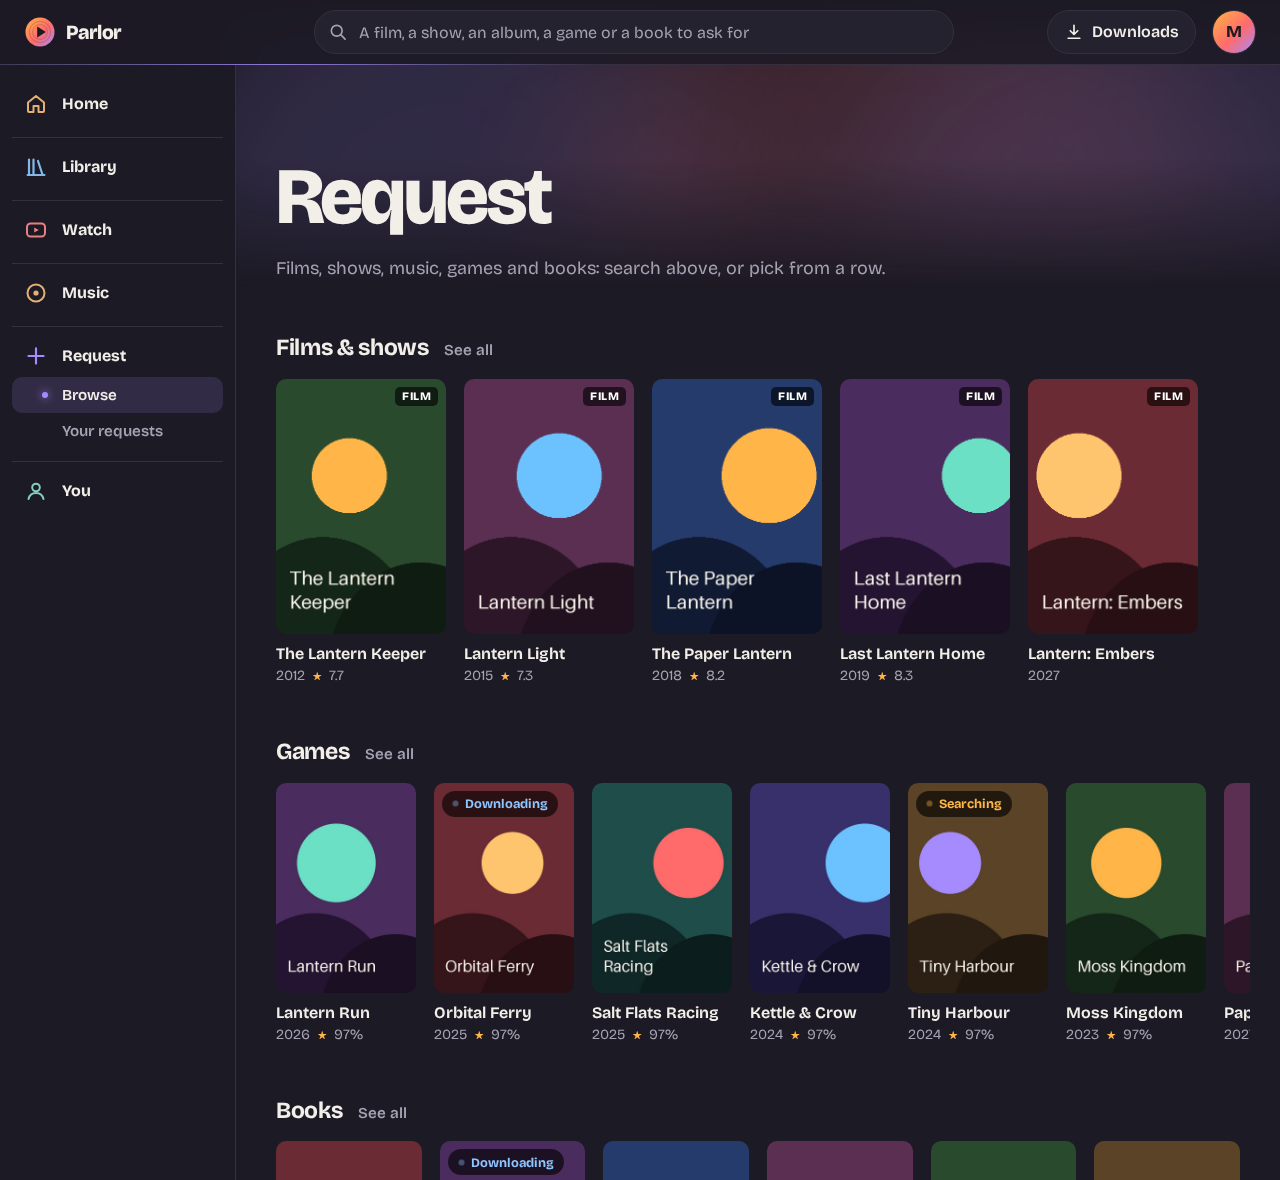 Parlor
A film, a show, an album, a game or a book to ask for
Downloads
M
Home
Library
Watch
Music
Request
Browse
Your requests
You
Request
Films, shows, music, games and books: search above, or pick from a row.
Films & shows See all
FILM
The Lantern
Keeper
The Lantern Keeper
2012 ★ 7.7
FILM
Lantern Light
Lantern Light
2015 ★ 7.3
FILM
The Paper
Lantern
The Paper Lantern
2018 ★ 8.2
FILM
Last Lantern
Home
Last Lantern Home
2019 ★ 8.3
FILM
Lantern: Embers
Lantern: Embers
2027
Games See all
Lantern Run
Lantern Run
2026 ★ 97%
Downloading
Orbital Ferry
Orbital Ferry
2025 ★ 97%
Salt Flats
Racing
Salt Flats Racing
2025 ★ 97%
Kettle & Crow
Kettle & Crow
2024 ★ 97%
Searching
Tiny Harbour
Tiny Harbour
2024 ★ 97%
Moss Kingdom
Moss Kingdom
2023 ★ 97%
Books See all
Downloading